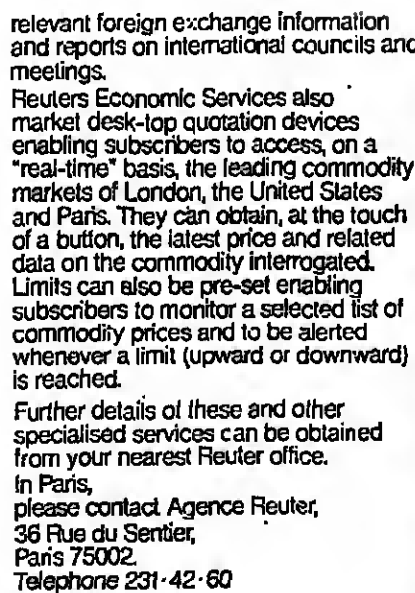 relevant foreign exchange information
and reports on international councils and
meetings.
Reuters Economic Services also
market desk-top quotation devices
enabling subscribers to access, on a
"real-time" basis, the leading commodity
markets of London, the United States
and Paris. They can obtain, at the touch
of a button, the latest price and related
data on the commodity interrogated.
Limits can also be pre-set enabling
subscribers to monitor a selected list of
commodity prices and to be alerted
whenever a limit (upward or downward)
is reached.
Further details of these and other
specialised services can be obtained
from your nearest Reuter office.
In Paris,
please contact Agence Reuter,
36 Rue du Sentier,
Paris 75002.
Telephone 231·42·60